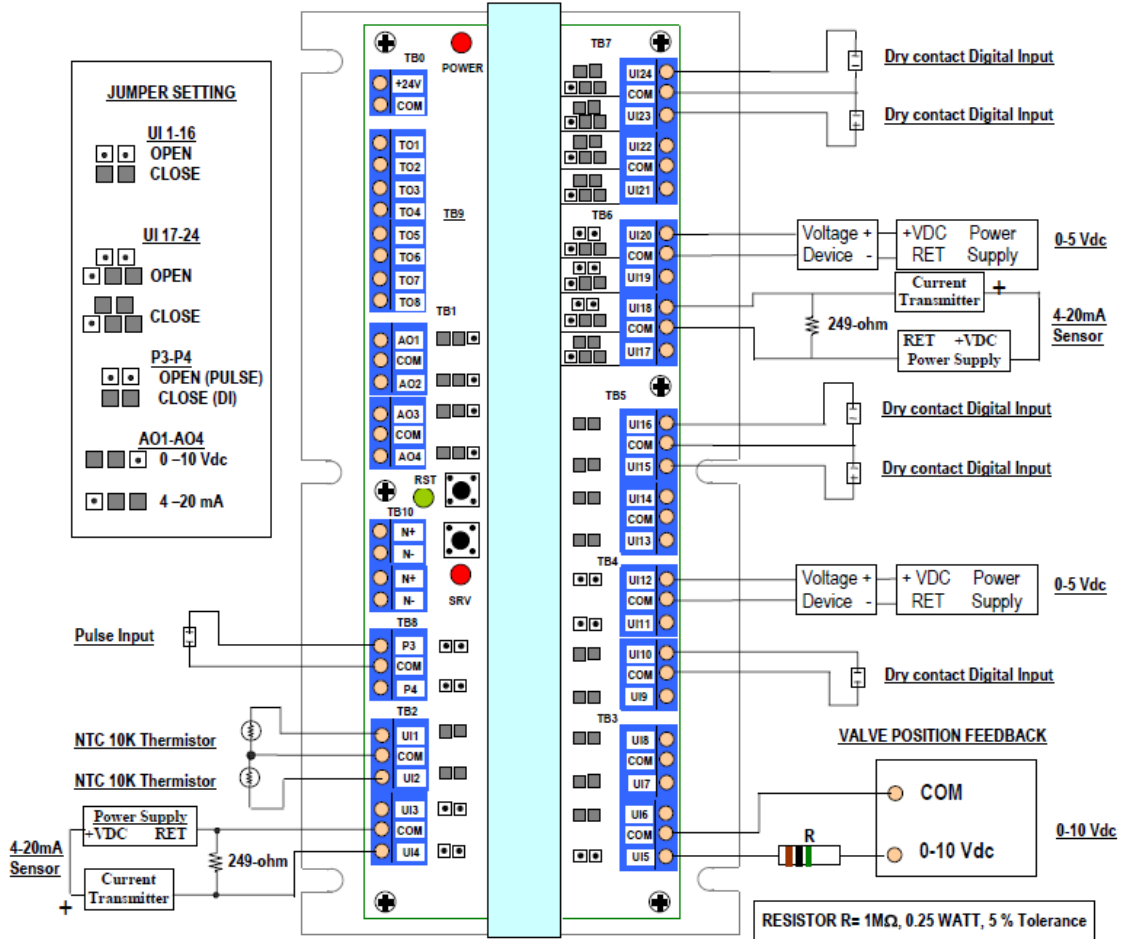 JUMPER SETTING
UI 1-16
OPEN
CLOSE
UI 17-24
OPEN
CLOSE
P3-P4
OPEN (PULSE)
CLOSE (DI)
AO1-AO4
0 –10 Vdc
4 –20 mA
Pulse Input
NTC 10K Thermistor
NTC 10K Thermistor
Power Supply
+VDC RET
4-20mA
Sensor
249-ohm
Current
Transmitter
+
TB0
POWER
+24V
COM
TO1
TO2
TO3
TO4
TB9
TO5
TO6
TO7
TO8
TB1
AO1
COM
AO2
AO3
COM
AO4
RST
TB10
N+
N-
N+
N-
SRV
TB8
P3
COM
P4
TB2
UI1
COM
UI2
UI3
COM
UI4
TB7
UI24
COM
UI23
UI22
COM
UI21
TB6
UI20
COM
UI19
UI18
COM
UI17
TB5
UI16
COM
UI15
UI14
COM
UI13
TB4
UI12
COM
UI11
UI10
COM
UI9
TB3
UI8
COM
UI7
UI6
COM
UI5
Dry contact Digital Input
Dry contact Digital Input
Voltage +
Device -
+VDC Power
RET Supply
0-5 Vdc
Current
Transmitter
+
249-ohm
4-20mA
Sensor
RET +VDC
Power Supply
Dry contact Digital Input
Dry contact Digital Input
Voltage +
Device -
+ VDC Power
RET Supply
0-5 Vdc
Dry contact Digital Input
VALVE POSITION FEEDBACK
COM
0-10 Vdc
R
0-10 Vdc
RESISTOR R= 1MΩ, 0.25 WATT, 5 % Tolerance